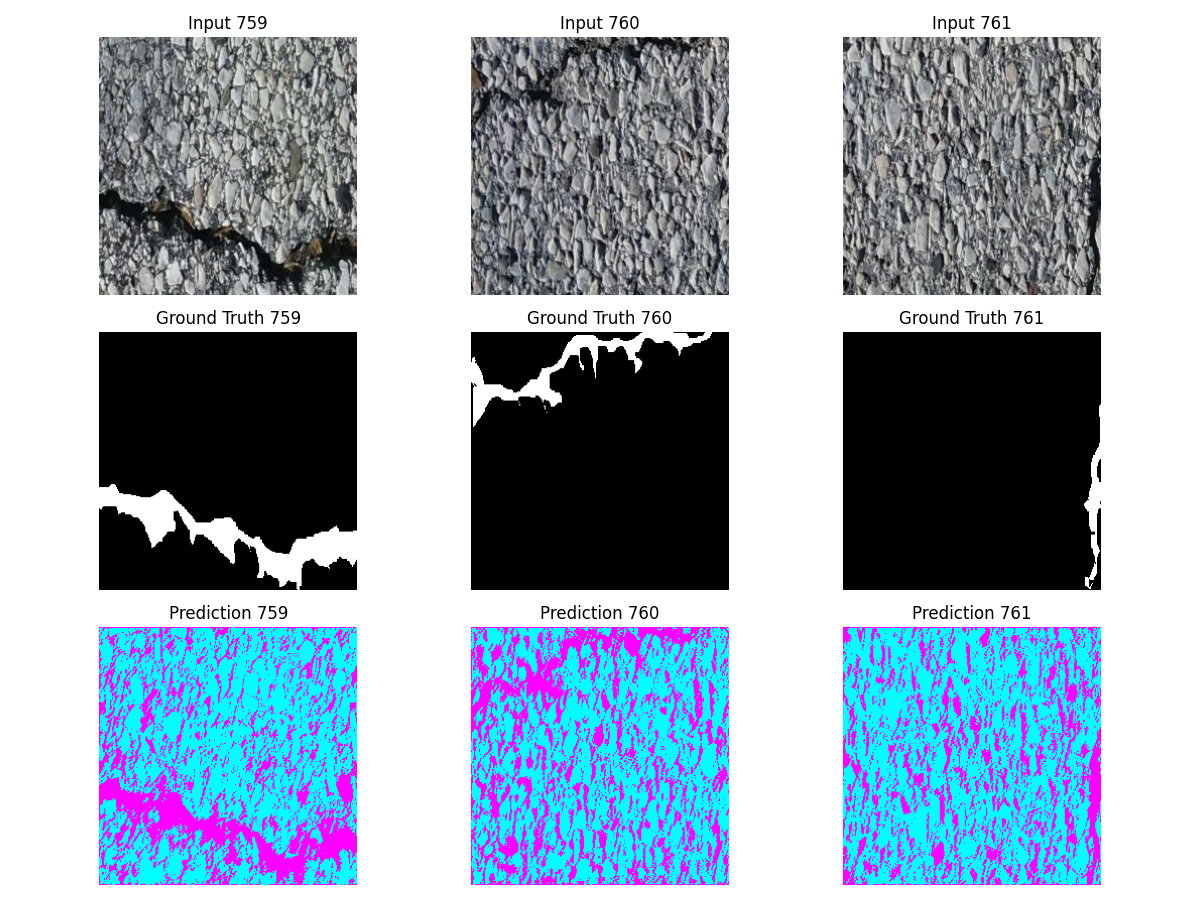 Input 759
Input 760
Input 761
Ground Truth 759
Ground Truth 760
Ground Truth 761
Prediction 759
Prediction 760
Prediction 761